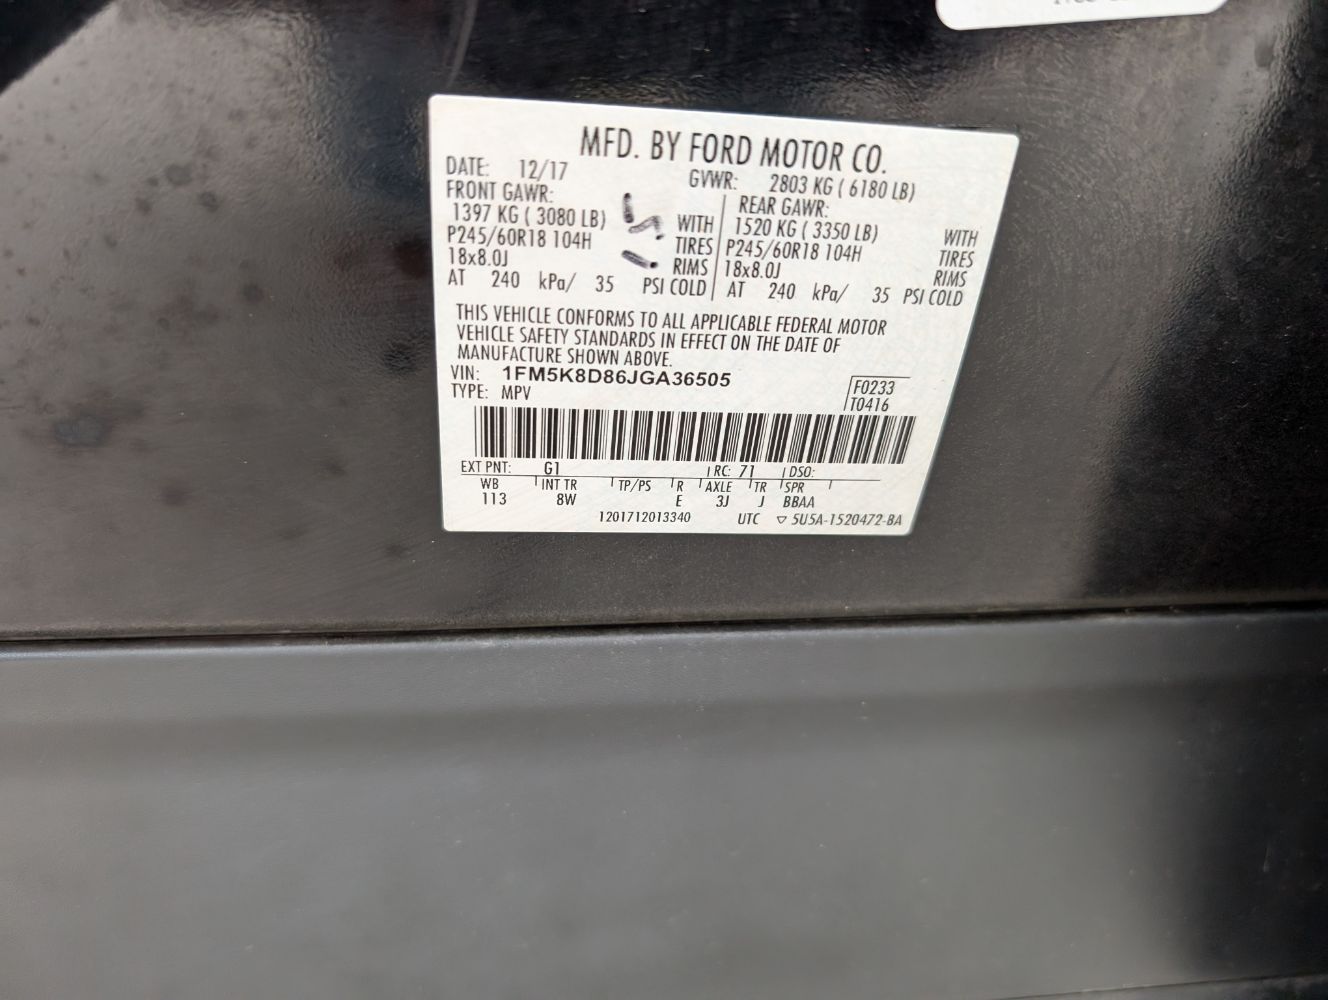 MFD. BY FORD MOTOR CO.
DATE: 12/17
GVWR: 2803 KG ( 6180 LB)
FRONT GAWR:
1397 KG ( 3080 LB)
WITH
P245/60R18 104H
TIRES
18x8.0J
RIMS
AT 240 kPa/ 35 PSI COLD
REAR GAWR:
1520 KG ( 3350 LB)
WITH
P245/60R18 104H
TIRES
18x8.0J
RIMS
AT 240 kPa/ 35 PSI COLD
THIS VEHICLE CONFORMS TO ALL APPLICABLE FEDERAL MOTOR
VEHICLE SAFETY STANDARDS IN EFFECT ON THE DATE OF
MANUFACTURE SHOWN ABOVE.
VIN: 1FM5K8D86JGA36505
TYPE: MPV
F0233
T0416
EXT PNT: G1 RC: 71 DSO:
WB INT TR TP/PS R AXLE TR SPR
113 8W E 3J J BBAA
1201712013340 UTC ▽ 5U5A-1520472-BA